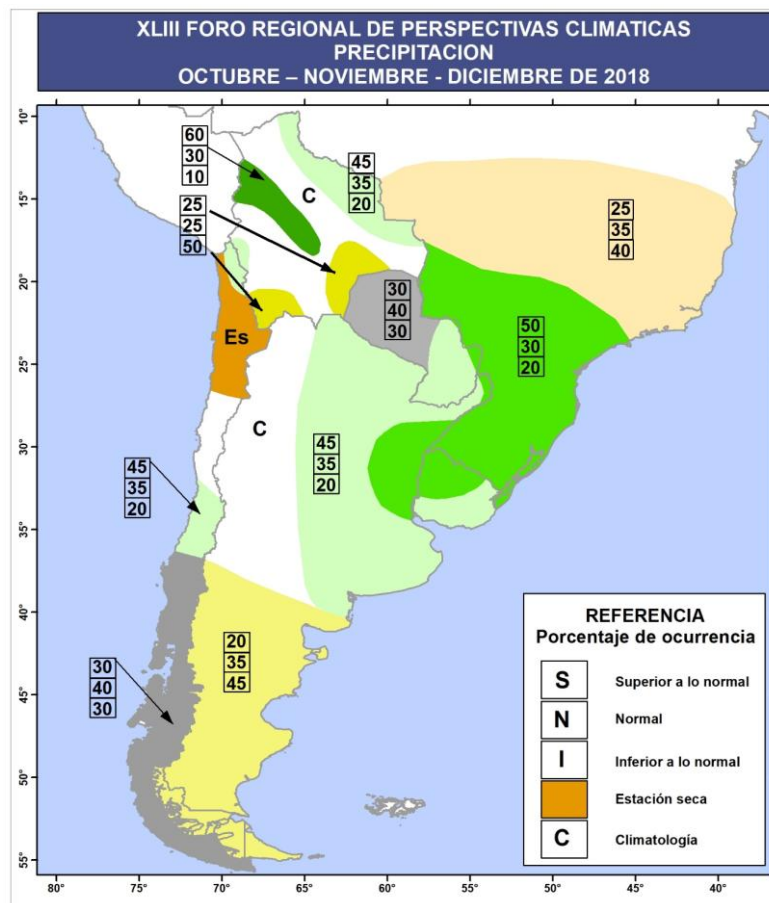 XLIII FORO REGIONAL DE PERSPECTIVAS CLIMATICAS
PRECIPITACION
OCTUBRE – NOVIEMBRE - DICIEMBRE DE 2018
10°
15°
20°
25°
30°
35°
40°
45°
50°
55°
60
30
10
25
25
50
C
45
35
20
25
35
40
30
40
30
Es
50
30
20
C
45
35
20
45
35
20
20
35
45
30
40
30
REFERENCIA
Porcentaje de ocurrencia
S Superior a lo normal
N Normal
I Inferior a lo normal
Estación seca
C Climatología
80° 75° 70° 65° 60° 55° 50° 45° 40°